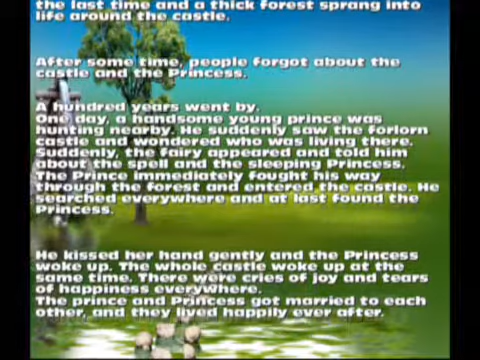 the last time and a thick forest sprang into
life around the castle.
After some time, people forgot about the
castle and the Princess.
A hundred years went by.
One day, a handsome young prince was
hunting nearby. He suddenly saw the forlorn
castle and wondered who was living there.
Suddenly, the fairy appeared and told him
about the spell and the sleeping Princess.
The Prince immediately fought his way
through the forest and entered the castle. He
searched everywhere and at last found the
Princess.
He kissed her hand gently and the Princess
woke up. The whole castle woke up at the
same time. There were cries of joy and tears
of happiness everywhere.
The prince and Princess got married to each
other, and they lived happily ever after.